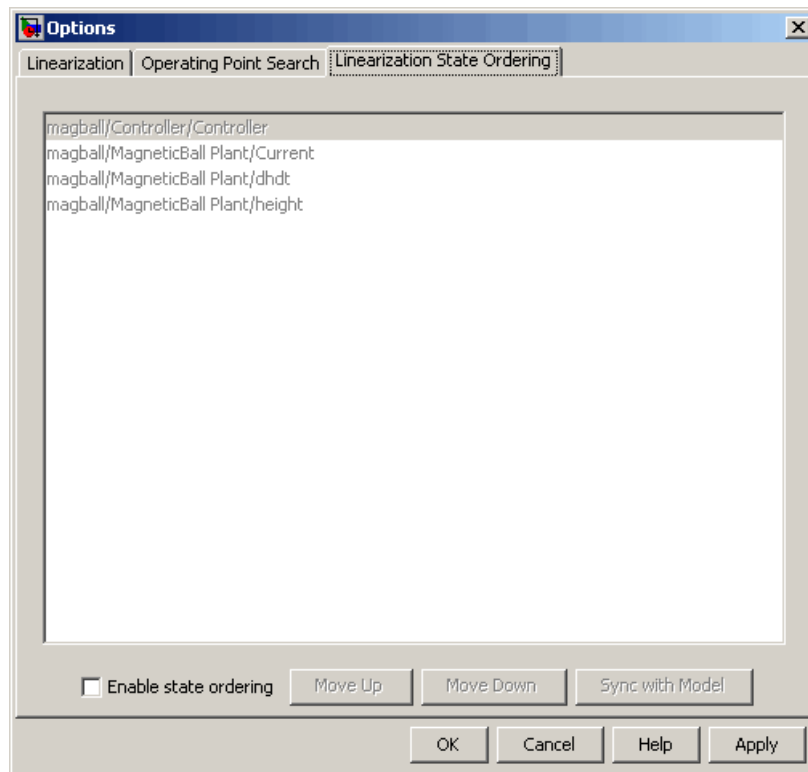 Options
Linearization Operating Point Search Linearization State Ordering
magball/Controller/Controller
magball/MagneticBall Plant/Current
magball/MagneticBall Plant/dhdt
magball/MagneticBall Plant/height
Enable state ordering Move Up Move Down Sync with Model
OK Cancel Help Apply